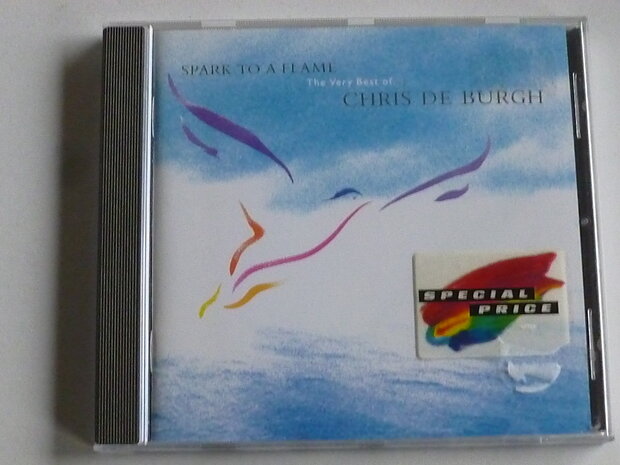 SPARK TO A FLAME
The Very Best of
CHRIS DE BURGH
SPECIAL
PRICE